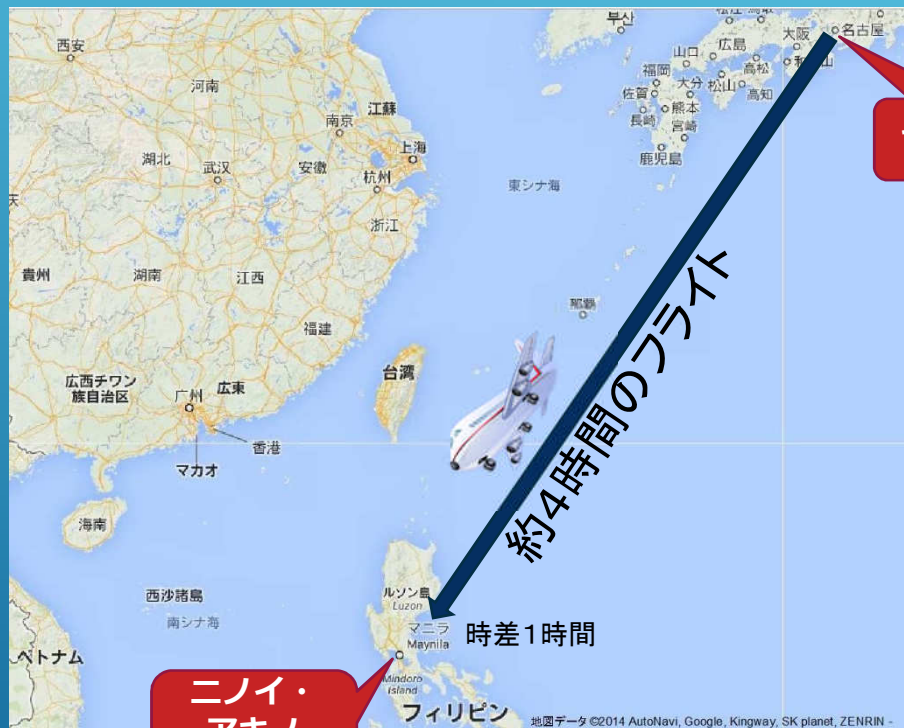 부산
西安
河南
江蘇
南京
上海
湖北
武汉
安徽
杭州
浙江
東シナ海
貴州
湖南
江西
福建
広西チワン
族自治区
広東
广州
香港
マカオ
海南
台湾
那覇
山口
広島
大阪
名古屋
福岡
大分
松山
高松
高知
佐賀
熊本
長崎
宮崎
鹿児島
約4時間のフライト
西沙諸島
南シナ海
ベトナム
ルソン島
Luzon
マニラ
Maynila
時差1時間
Mindoro
Island
フィリピン
ニノイ・
地図データ ©2014 AutoNavi, Google, Kingway, SK planet, ZENRIN -